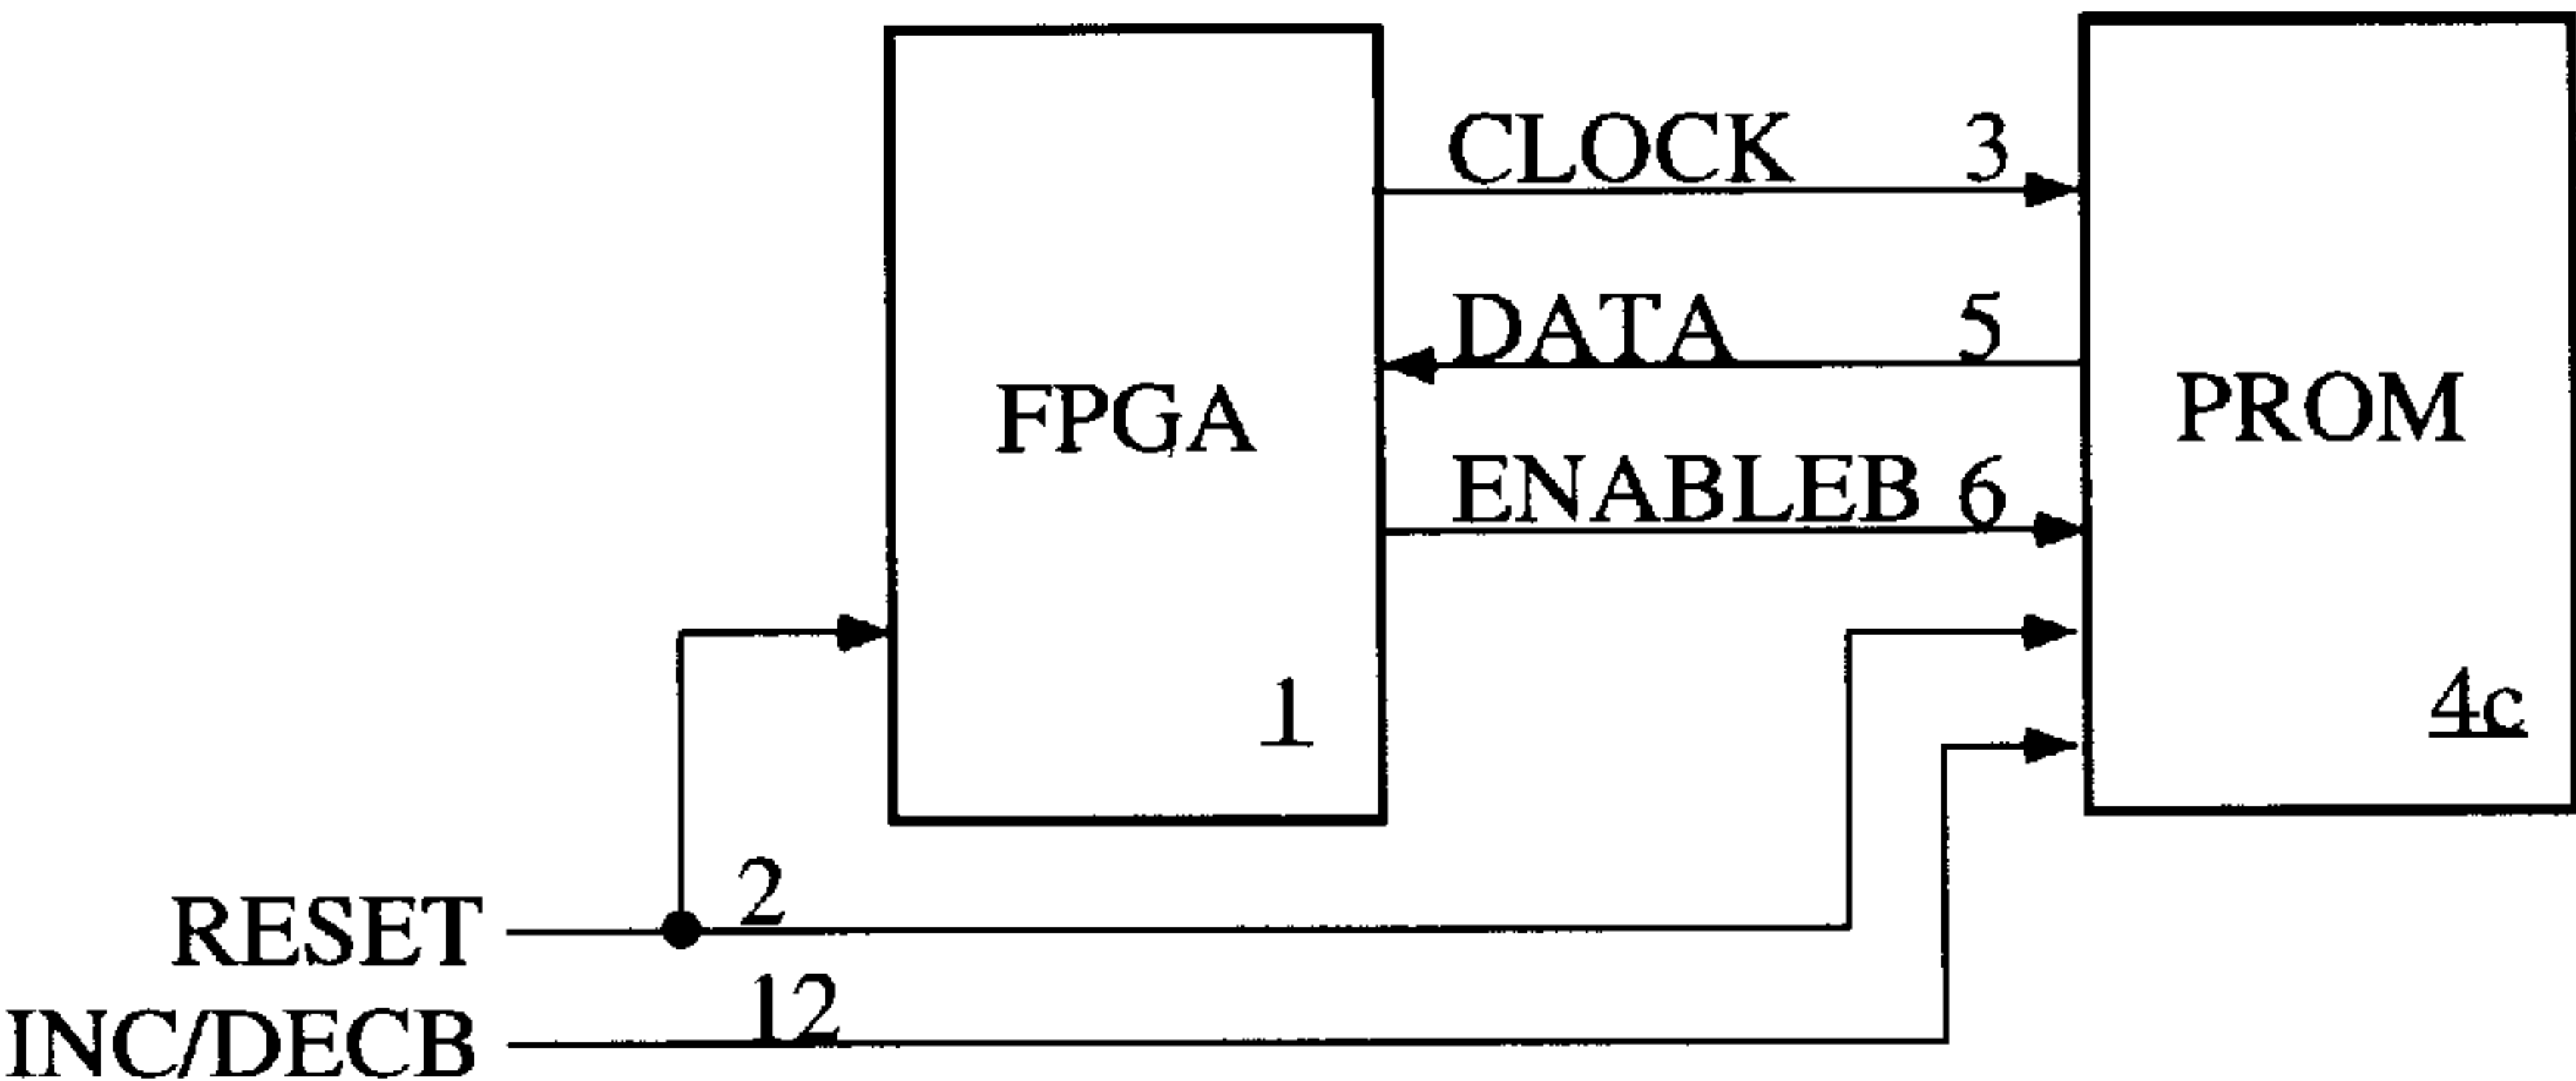 CLOCK 3
DATA 5
FPGA
PROM
ENABLEB 6
1
4c
2
RESET
12
INC/DECB